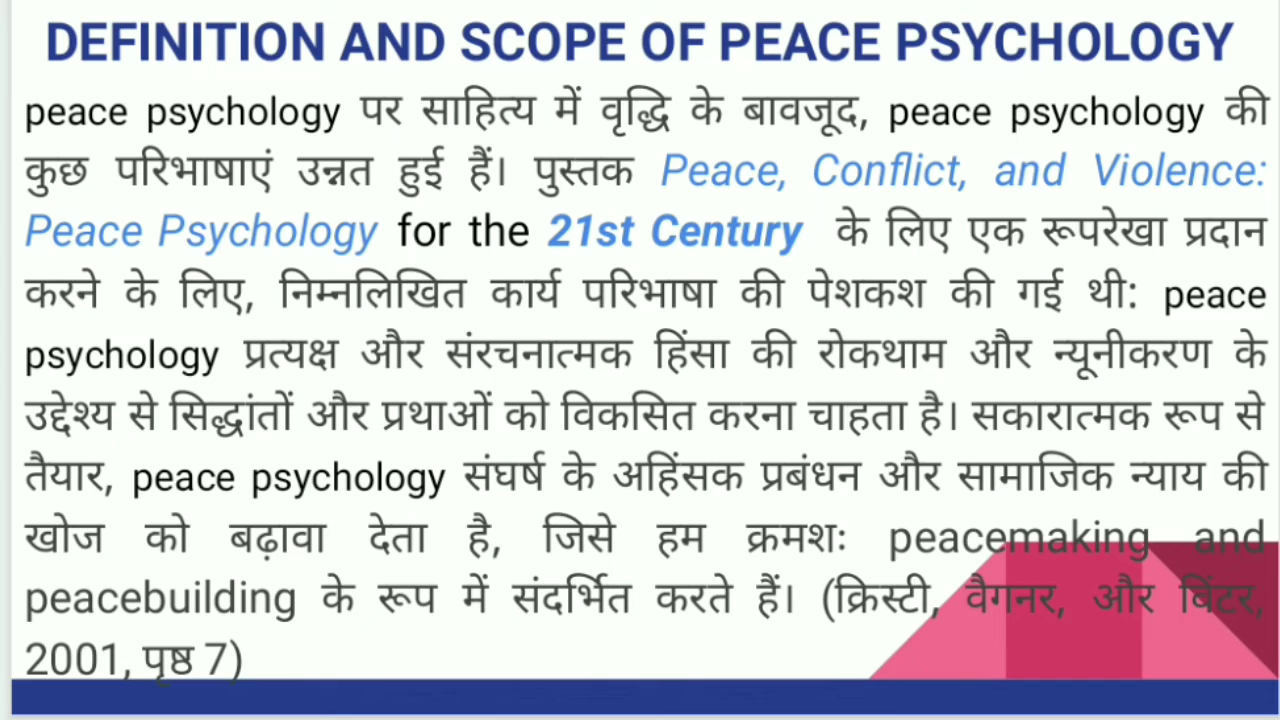 DEFINITION AND SCOPE OF PEACE PSYCHOLOGY
peace psychology पर साहित्य में वृद्धि के बावजूद, peace psychology की
कुछ परिभाषाएं उन्नत हुई हैं। पुस्तक Peace, Conflict, and Violence:
Peace Psychology for the 21st Century के लिए एक रूपरेखा प्रदान
करने के लिए, निम्नलिखित कार्य परिभाषा की पेशकश की गई थी: peace
psychology प्रत्यक्ष और संरचनात्मक हिंसा की रोकथाम और न्यूनीकरण के
उद्देश्य से सिद्धांतों और प्रथाओं को विकसित करना चाहता है। सकारात्मक रूप से
तैयार, peace psychology संघर्ष के अहिंसक प्रबंधन और सामाजिक न्याय की
खोज को बढ़ावा देता है, जिसे हम क्रमशः peacemaking and
peacebuilding के रूप में संदर्भित करते हैं। (क्रिस्टी, वैगनर, और विंटर,
2001, पृष्ठ 7)